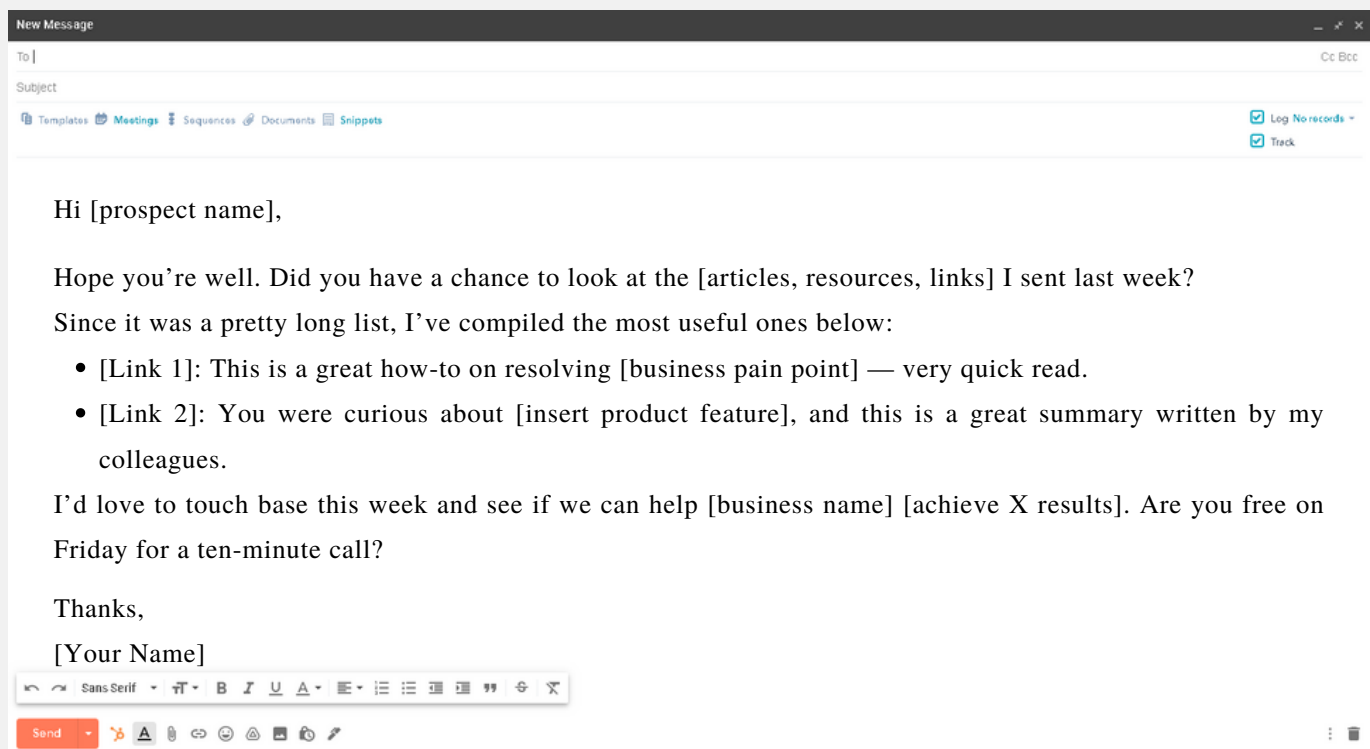 New Message
To
Cc Bcc
Subject
Templates Meetings Sequences Documents Snippets
Log No records
Track
Hi [prospect name],
Hope you’re well. Did you have a chance to look at the [articles, resources, links] I sent last week?
Since it was a pretty long list, I’ve compiled the most useful ones below:
• [Link 1]: This is a great how-to on resolving [business pain point] — very quick read.
• [Link 2]: You were curious about [insert product feature], and this is a great summary written by my
colleagues.
I’d love to touch base this week and see if we can help [business name] [achieve X results]. Are you free on
Friday for a ten-minute call?
Thanks,
[Your Name]
Sans Serif
Send